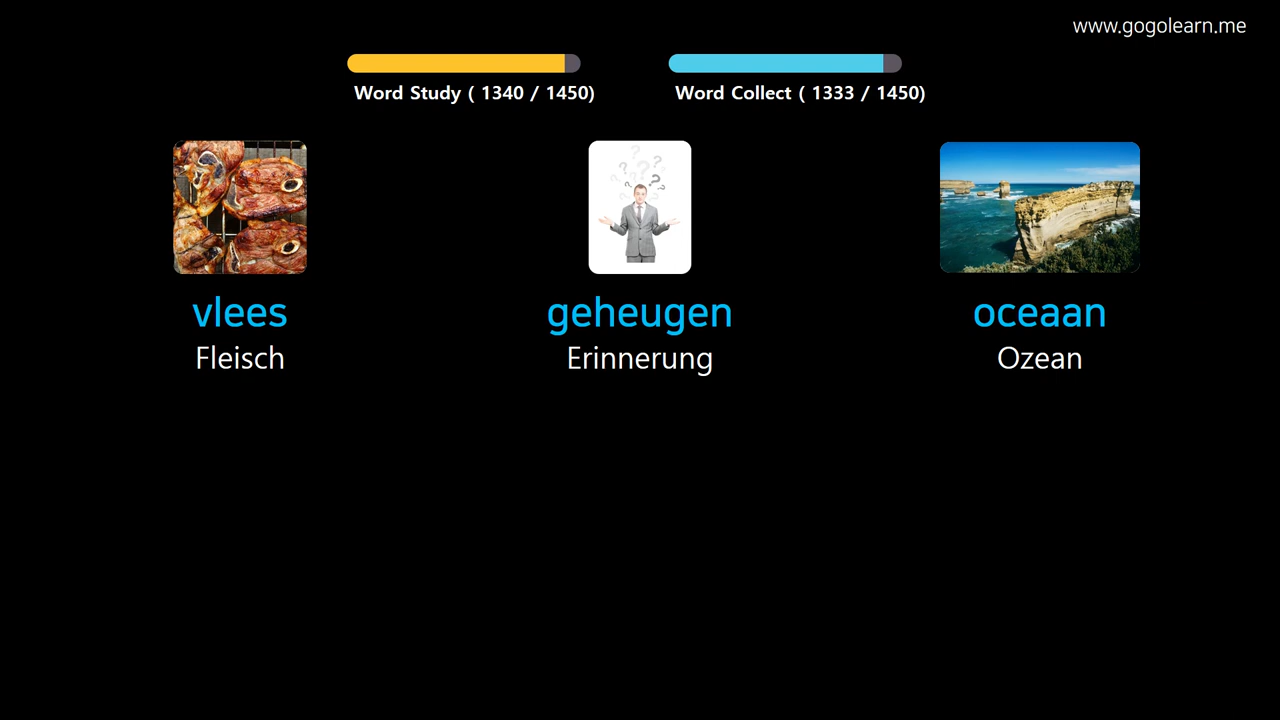 www.gogolearn.me
Word Study ( 1340 / 1450)
Word Collect ( 1333 / 1450)
vlees
Fleisch
geheugen
Erinnerung
oceaan
Ozean